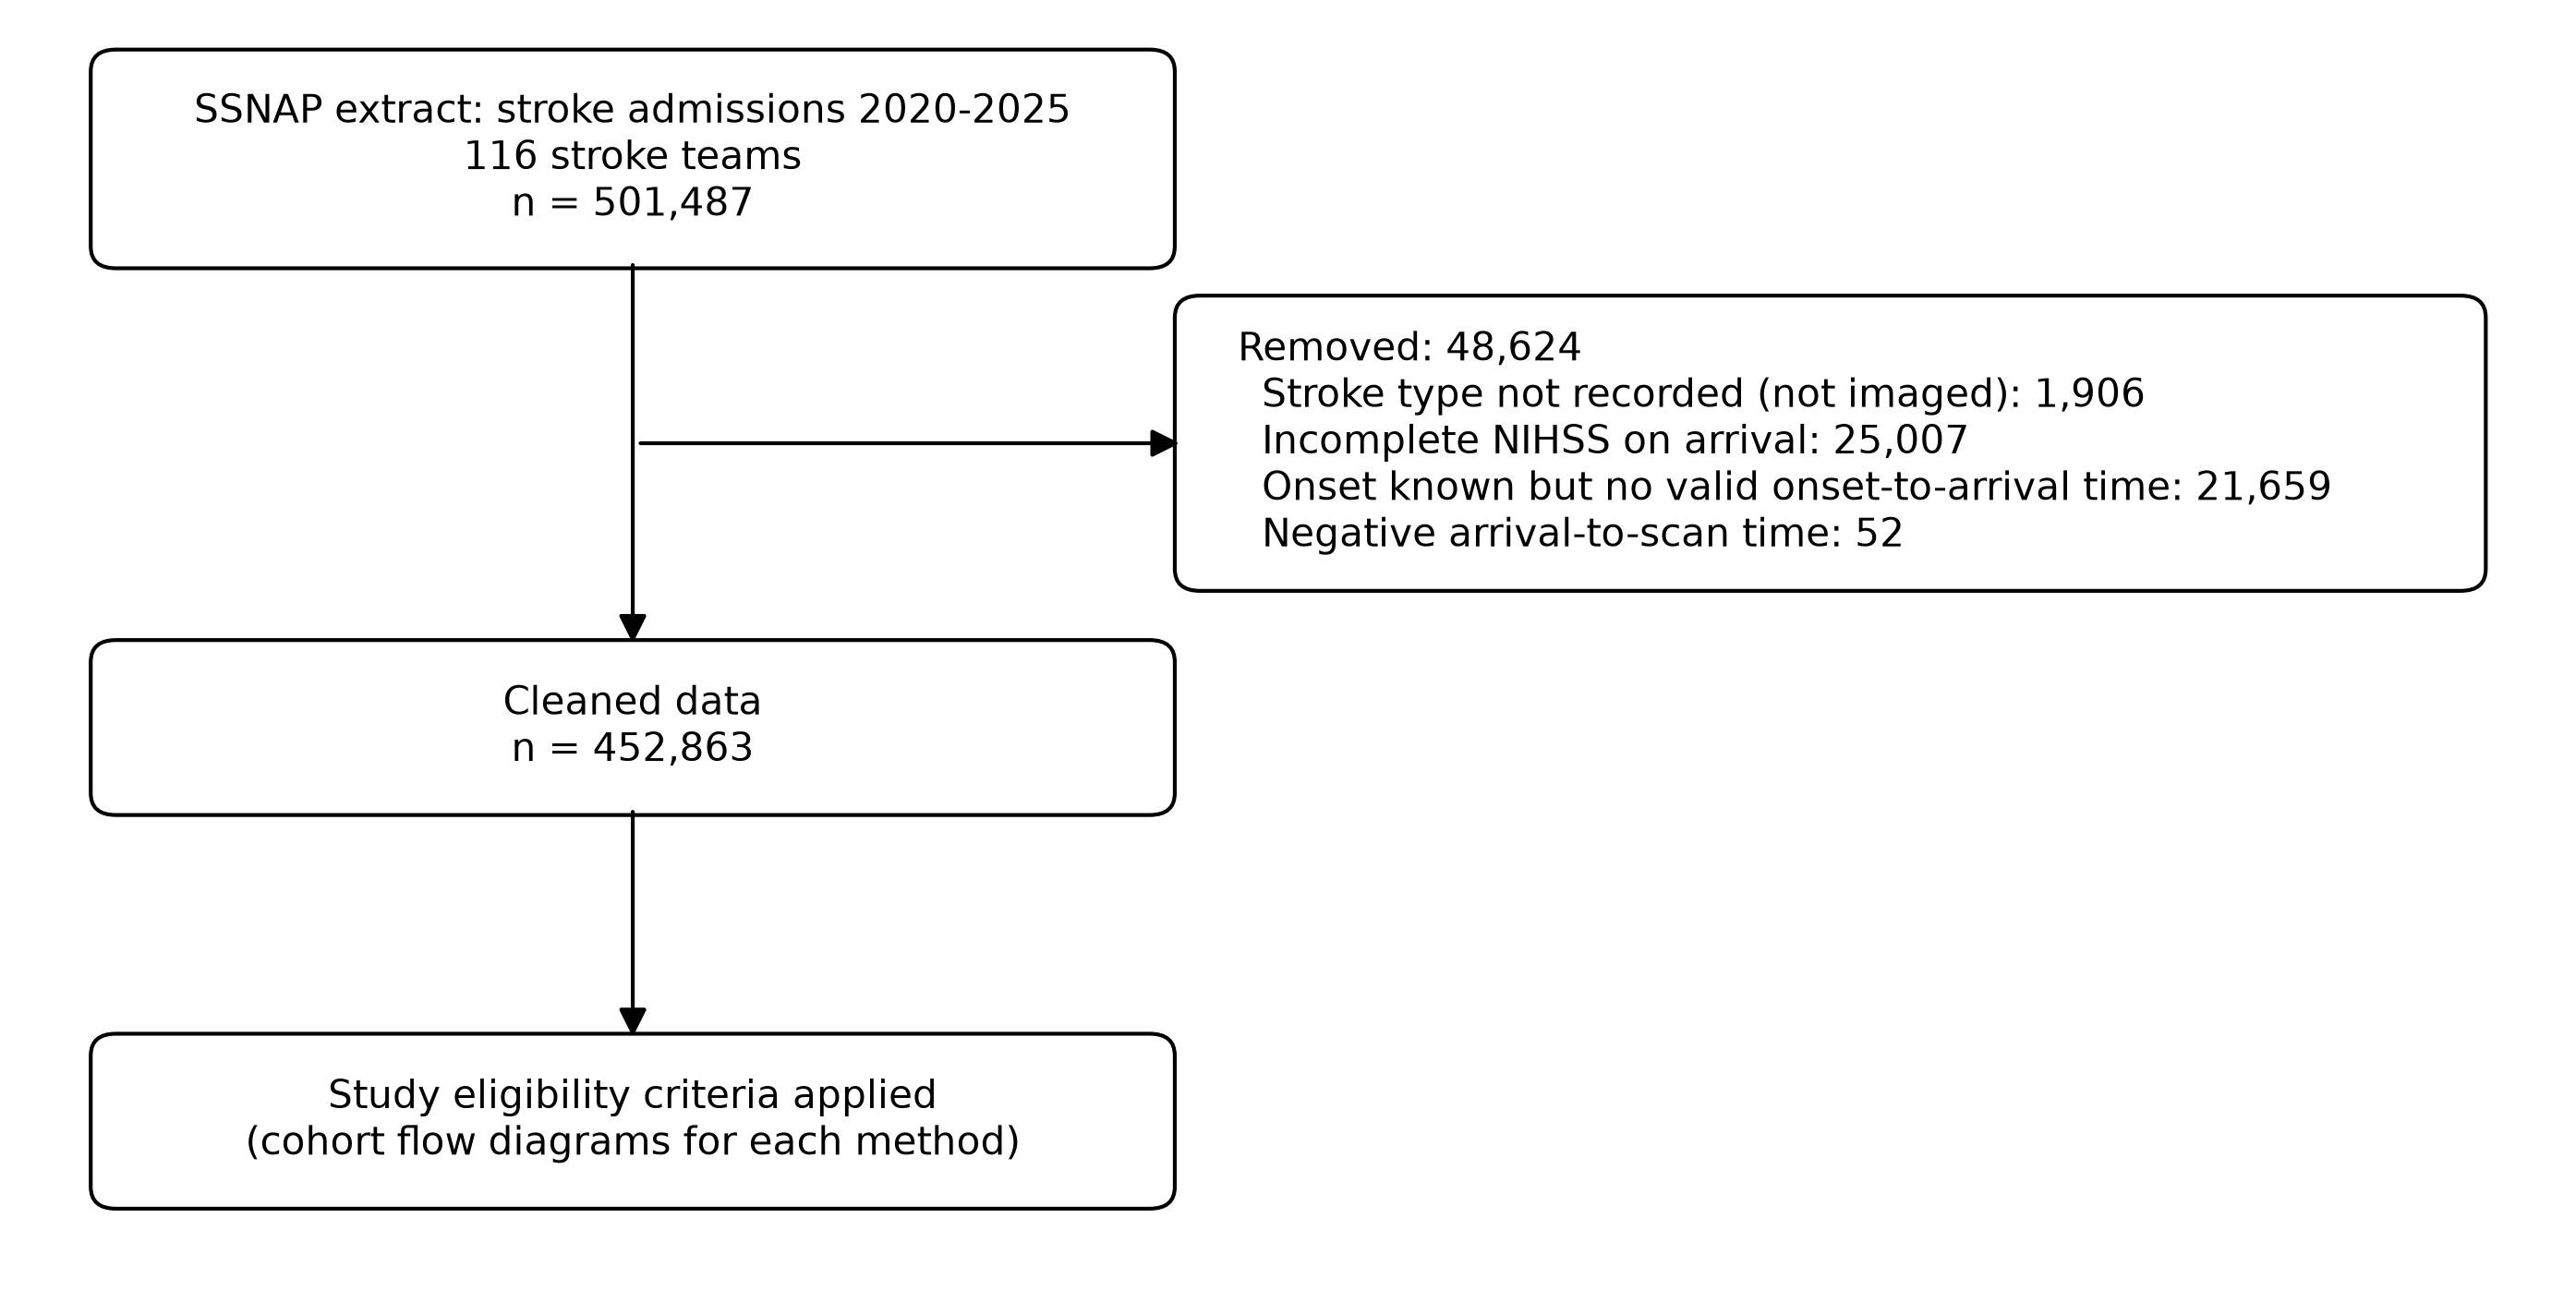 SSNAP extract: stroke admissions 2020-2025
116 stroke teams
n = 501,487
Removed: 48,624
Stroke type not recorded (not imaged): 1,906
Incomplete NIHSS on arrival: 25,007
Onset known but no valid onset-to-arrival time: 21,659
Negative arrival-to-scan time: 52
Cleaned data
n = 452,863
Study eligibility criteria applied
(cohort flow diagrams for each method)